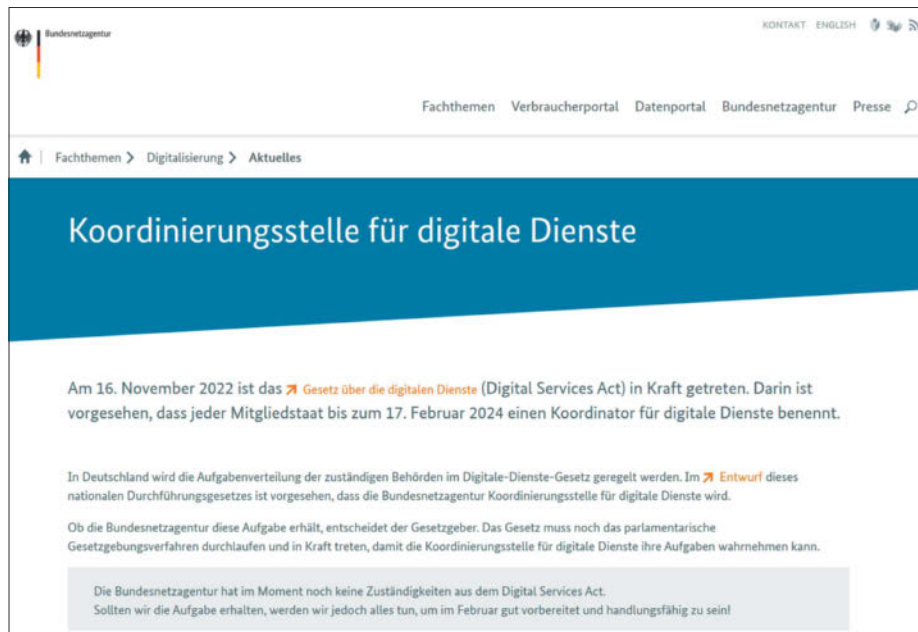 Bundesnetzagentur
KONTAKT ENGLISH
Fachthemen Verbraucherportal Datenportal Bundesnetzagentur Presse
Fachthemen Digitalisierung Aktuelles
Koordinierungsstelle für digitale Dienste
Am 16. November 2022 ist das Gesetz über die digitalen Dienste (Digital Services Act) in Kraft getreten. Darin ist
vorgesehen, dass jeder Mitgliedstaat bis zum 17. Februar 2024 einen Koordinator für digitale Dienste benennt.
In Deutschland wird die Aufgabenverteilung der zuständigen Behörden im Digitale-Dienste-Gesetz geregelt werden. Im Entwurf dieses
nationalen Durchführungsgesetzes ist vorgesehen, dass die Bundesnetzagentur Koordinierungsstelle für digitale Dienste wird.
Ob die Bundesnetzagentur diese Aufgabe erhält, entscheidet der Gesetzgeber. Das Gesetz muss noch das parlamentarische
Gesetzgebungsverfahren durchlaufen und in Kraft treten, damit die Koordinierungsstelle für digitale Dienste ihre Aufgaben wahrnehmen kann.
Die Bundesnetzagentur hat im Moment noch keine Zuständigkeiten aus dem Digital Services Act.
Sollten wir die Aufgabe erhalten, werden wir jedoch alles tun, um im Februar gut vorbereitet und handlungsfähig zu sein!